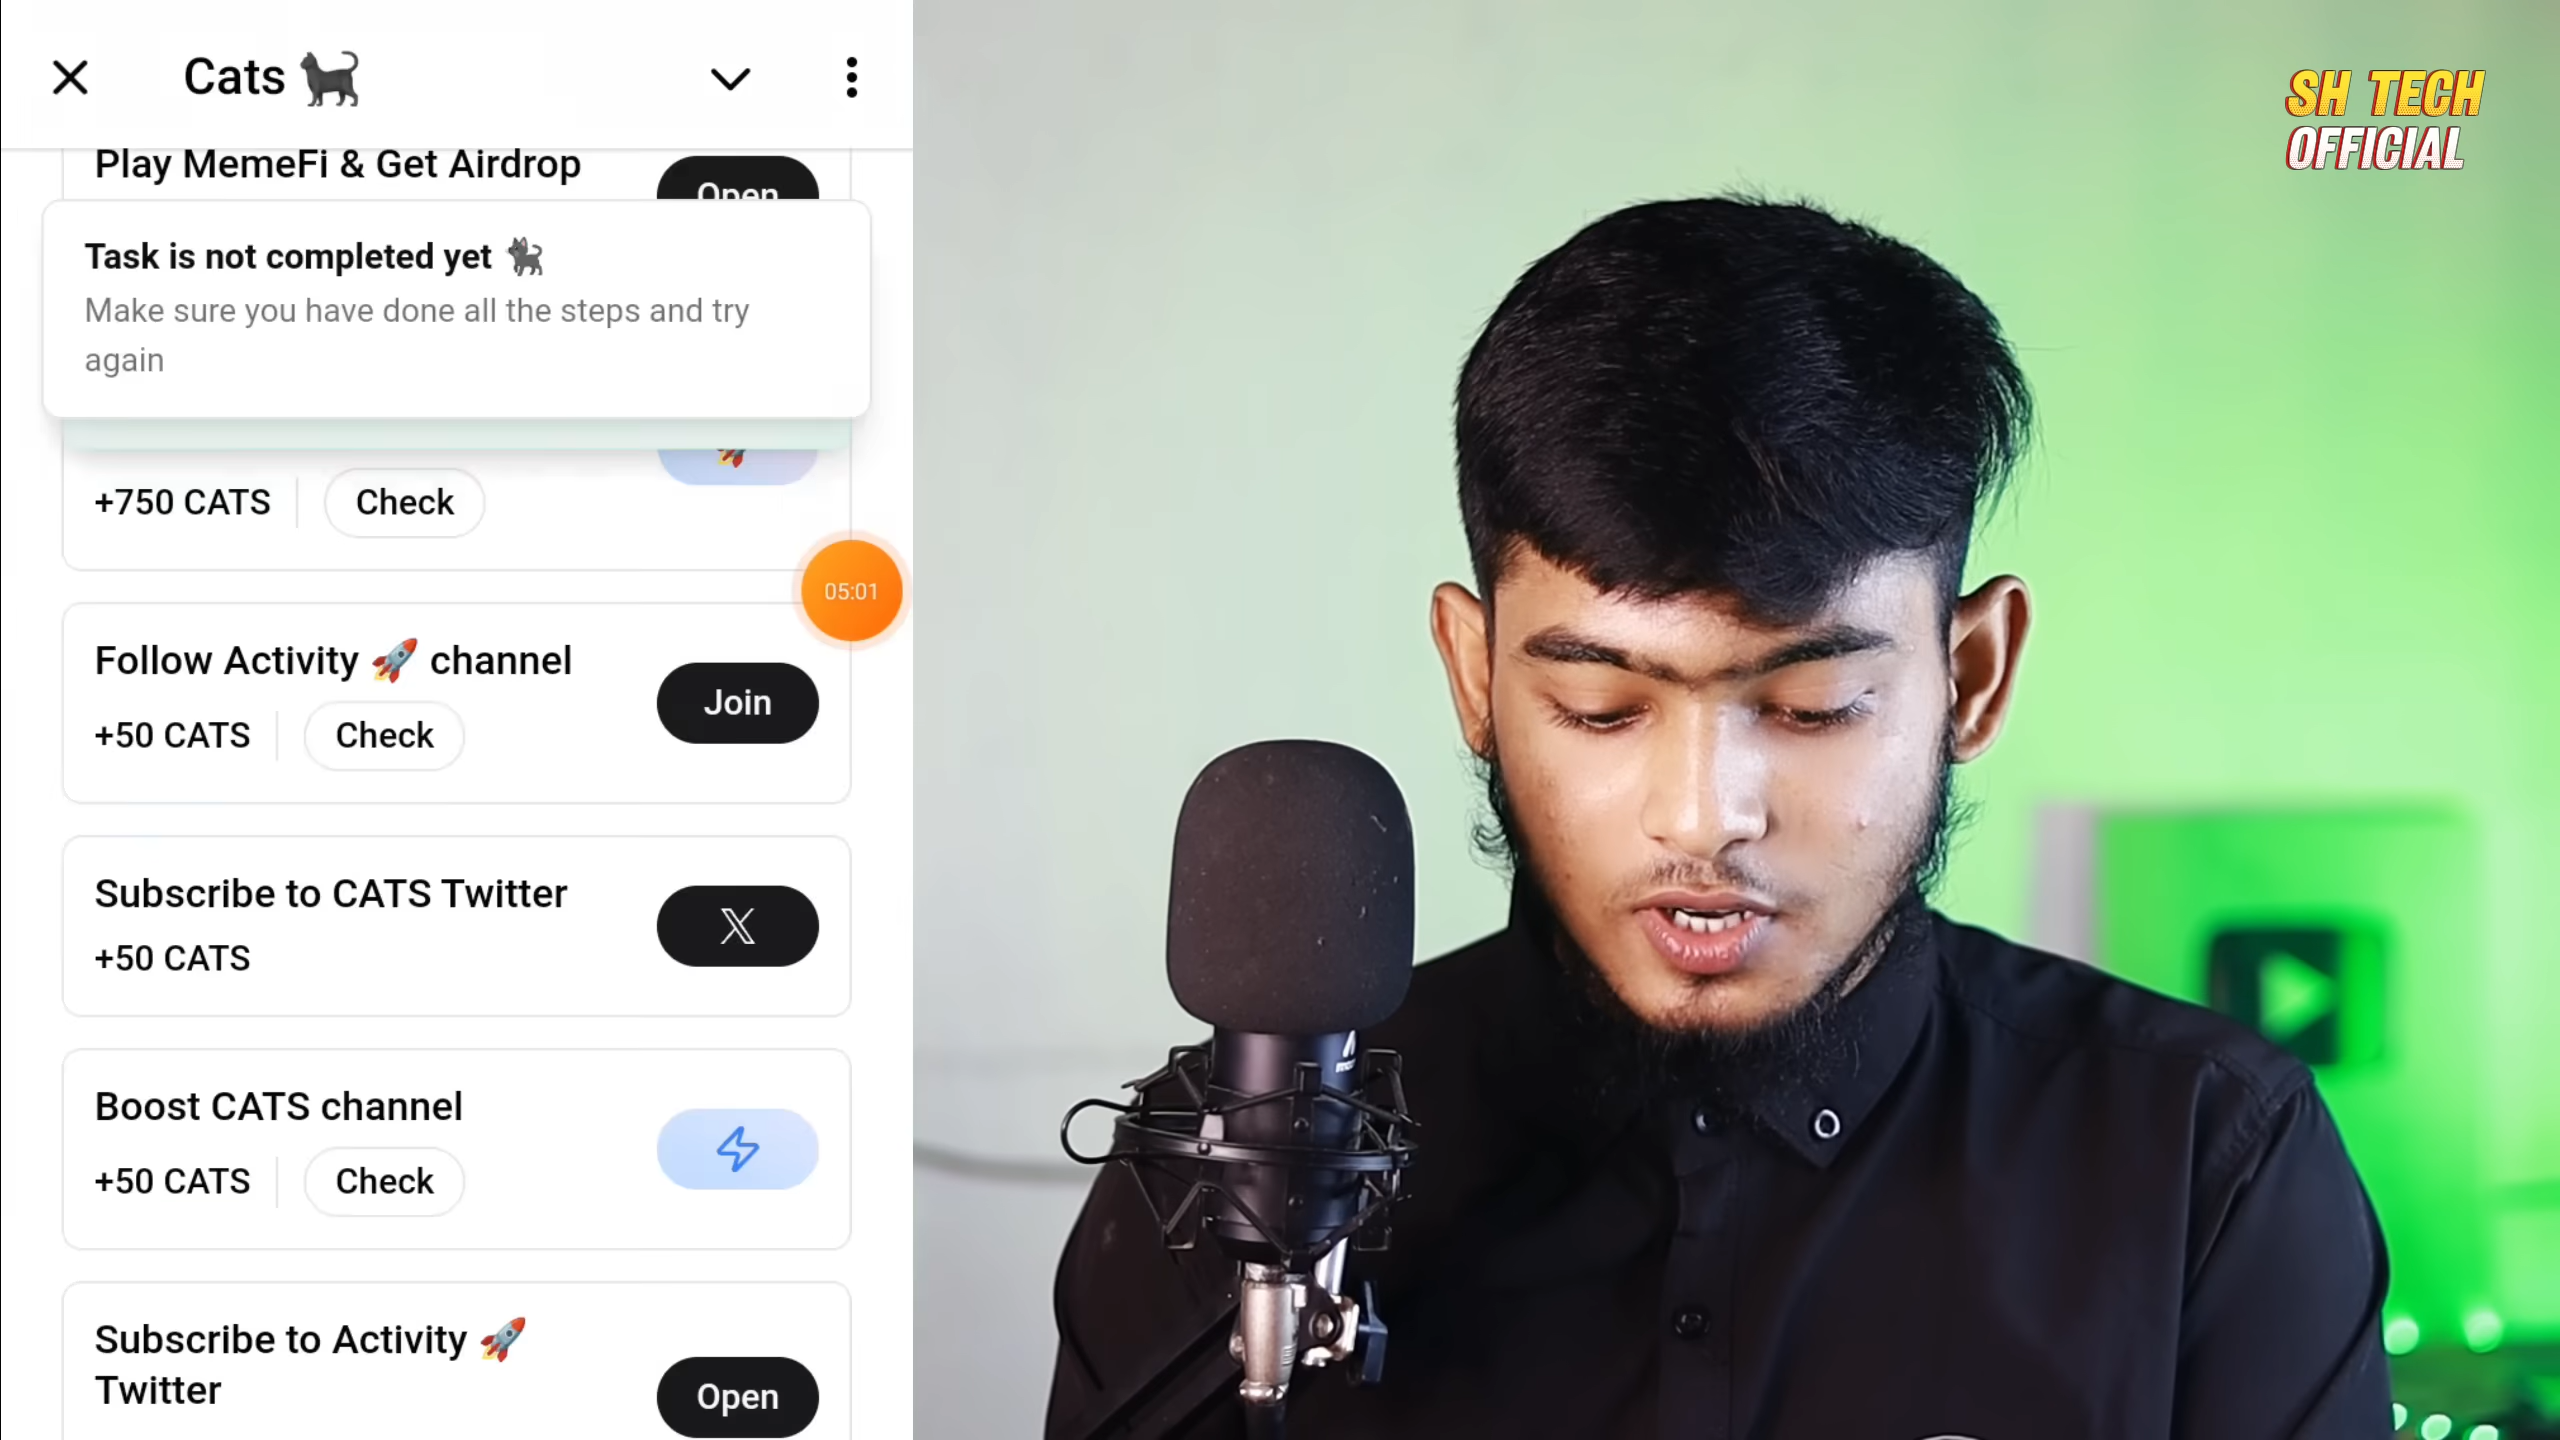 Cats
SH TECH
OFFICIAL
Play MemeFi & Get Airdrop
Open
Task is not completed yet
Make sure you have done all the steps and try
again
+750 CATS
Check
05:01
Follow Activity 🚀 channel
Join
+50 CATS
Check
Subscribe to CATS Twitter
+50 CATS
Boost CATS channel
+50 CATS
Check
Subscribe to Activity 🚀
Twitter
Open